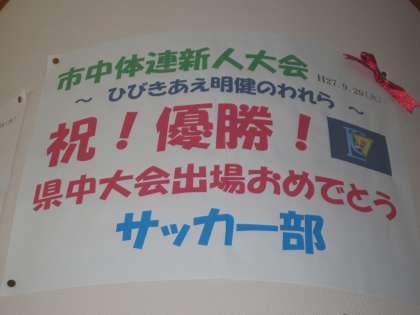 市中体連新人大会
H27.9.29(火)
~ ひびきあえ明健のわれら ~
祝!優勝!
県中大会出場おめでとう
サッカー部